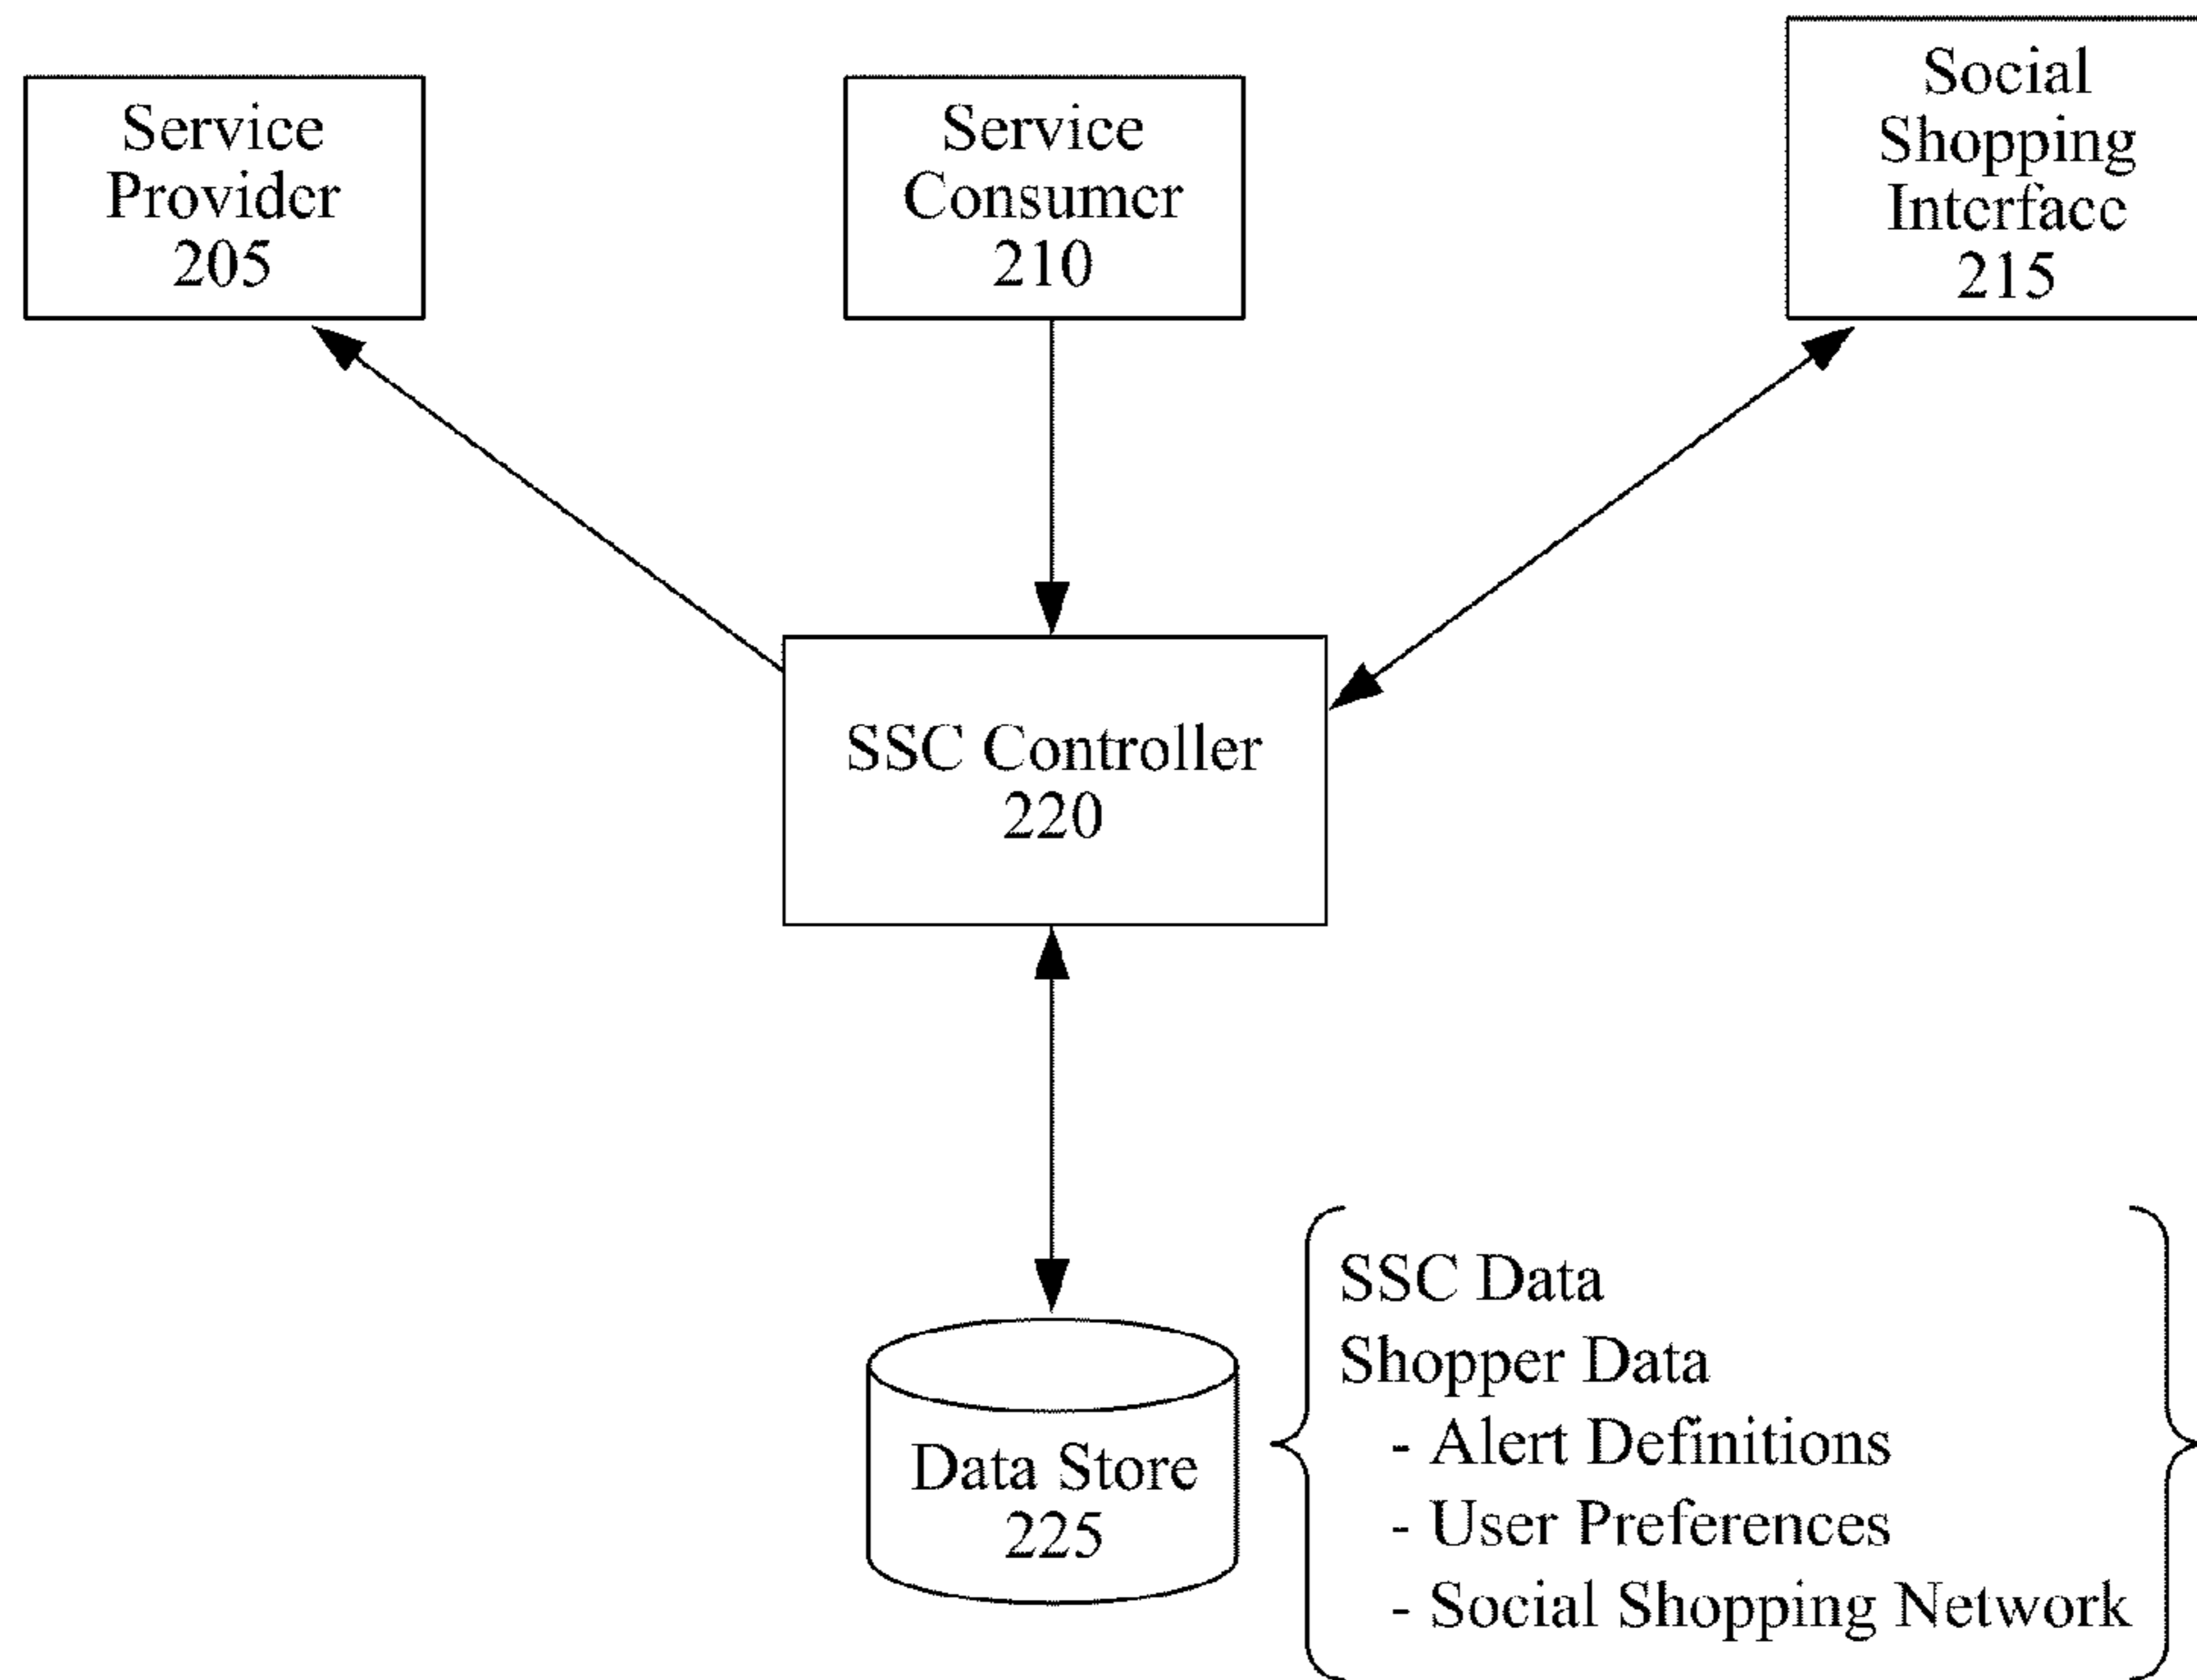 Service
Provider
205
Service
Consumer
210
Social
Shopping
Interface
215
SSC Controller
220
Data Store
225
SSC Data
Shopper Data
- Alert Definitions
- User Preferences
- Social Shopping Network